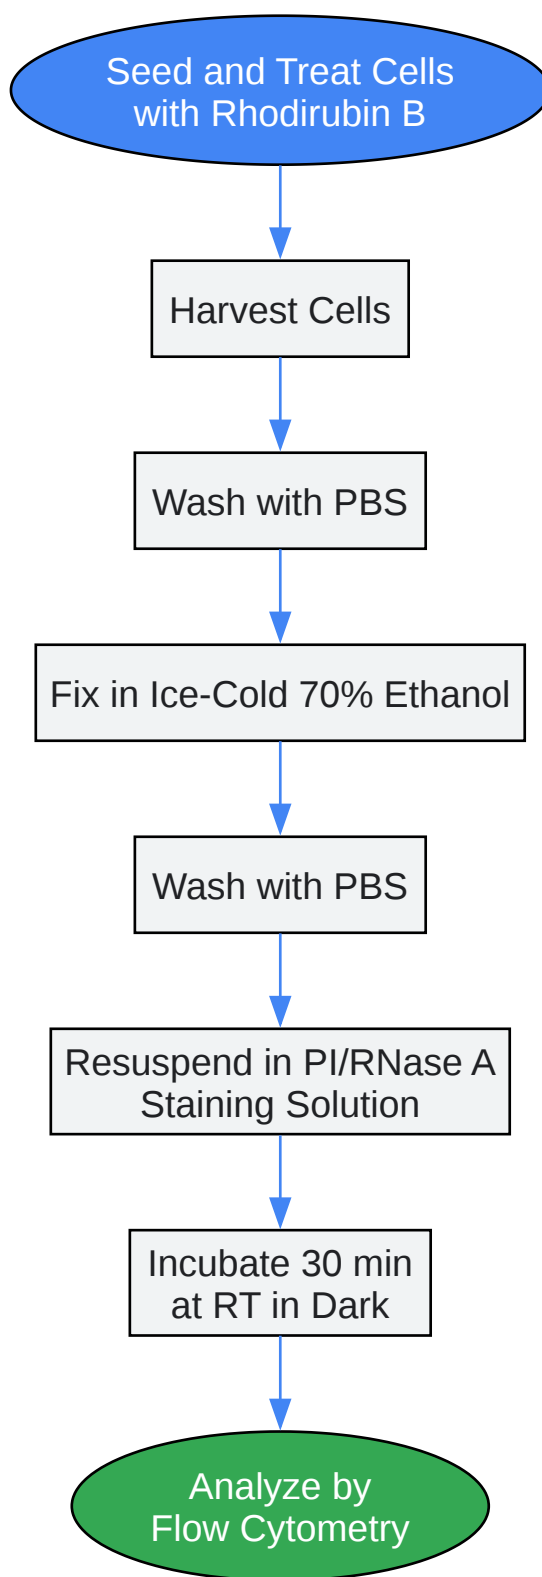 Seed and Treat Cells
with Rhodirubin B
Harvest Cells
Wash with PBS
Fix in Ice-Cold 70% Ethanol
Wash with PBS
Resuspend in PI/RNase A
Staining Solution
Incubate 30 min
at RT in Dark
Analyze by
Flow Cytometry